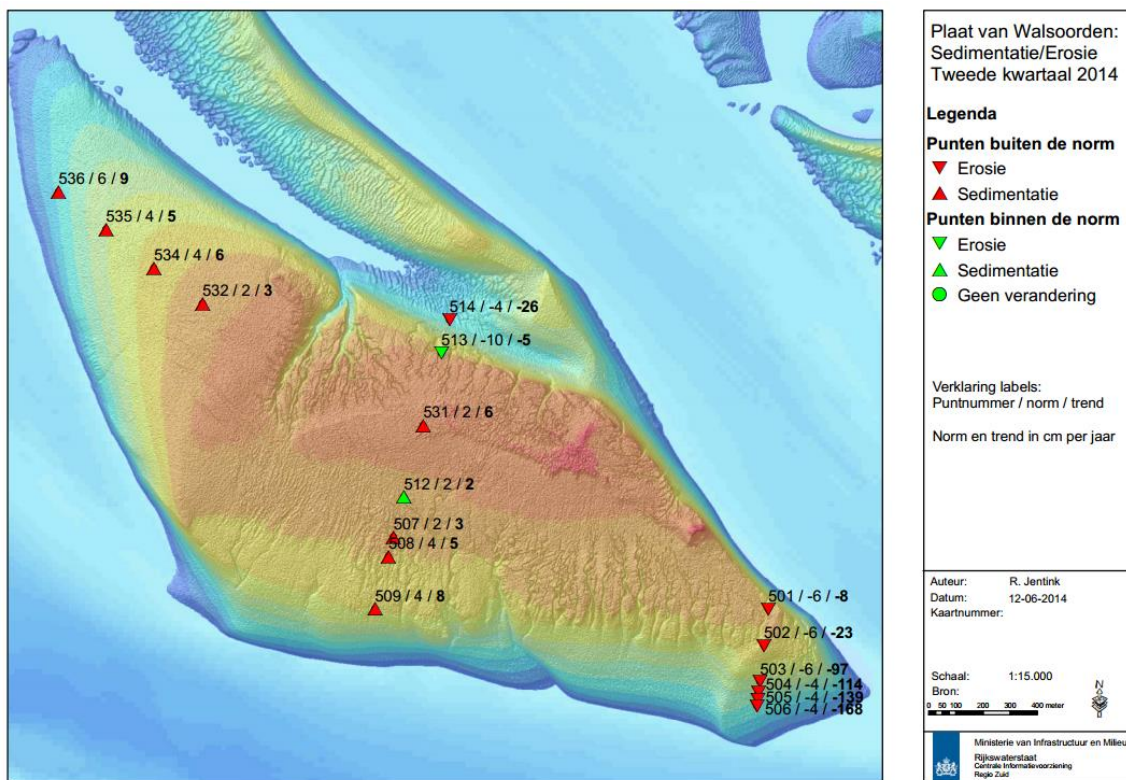 536 / 6 / 9
535 / 4 / 5
534 / 4 / 6
532 / 2 / 3
514 / -4 / -26
513 / -10 / -5
531 / 2 / 6
512 / 2 / 2
507 / 2 / 3
508 / 4 / 5
509 / 4 / 8
501 / -6 / -8
502 / -6 / -23
503 / -6 / -97
504 / -4 / -114
505 / -4 / -139
506 / -4 / -168
Plaat van Walsoorden:
Sedimentatie/Erosie
Tweede kwartaal 2014
Legenda
Punten buiten de norm
Erosie
Sedimentatie
Punten binnen de norm
Erosie
Sedimentatie
Geen verandering
Verklaring labels:
Puntnummer / norm / trend
Norm en trend in cm per jaar
Auteur: R. Jentink
Datum: 12-06-2014
Kaartnummer:
Schaal: 1:15.000
Bron:
N
0 50 100 200 300 400 meter
Ministerie van Infrastructuur en Milieu
Rijkswaterstaat
Centrale Informatievoorziening
Regio Zuid